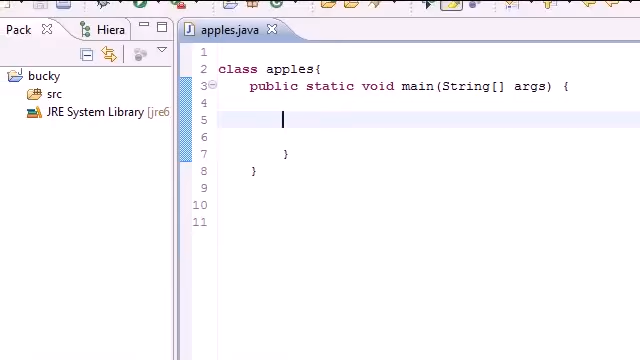 Pack
Hiera
apples.java
bucky
src
JRE System Library [jre6
1
2 class apples{
3 public static void main(String[] args) {
4
5
6
7 }
8 }
9
10
11